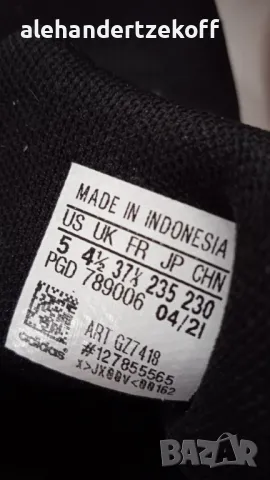 alehandertzekoff
MADE IN INDONESIA
US UK FR JP CHN
5 4½ 37⅓ 235 230
PGD 789006 04/21
ART GZ7418
#127855565
adidas
bazar.bg